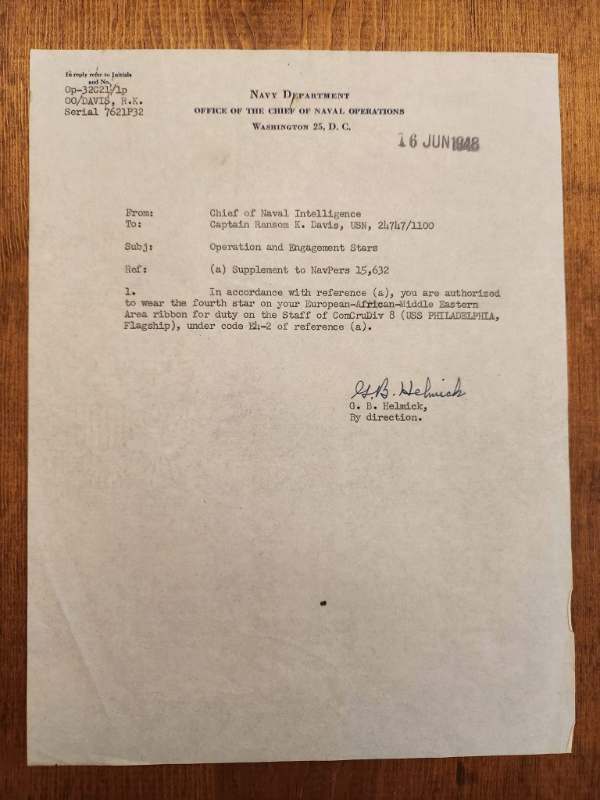 In reply refer to Initials
and No.
Op-32C21/lp
OO/DAVIS, R.K.
Serial 7621P32
NAVY DEPARTMENT
OFFICE OF THE CHIEF OF NAVAL OPERATIONS
WASHINGTON 25, D. C.
16 JUN 1948
From: Chief of Naval Intelligence
To: Captain Ransom K. Davis, USN, 24747/1100
Subj: Operation and Engagement Stars
Ref: (a) Supplement to NavPers 15,632
1. In accordance with reference (a), you are authorized
to wear the fourth star on your European-African-Middle Eastern
Area ribbon for duty on the Staff of ComCruDiv 8 (USS PHILADELPHIA,
Flagship), under code E4-2 of reference (a).
G.B. Helmick
G. B. Helmick,
By direction.